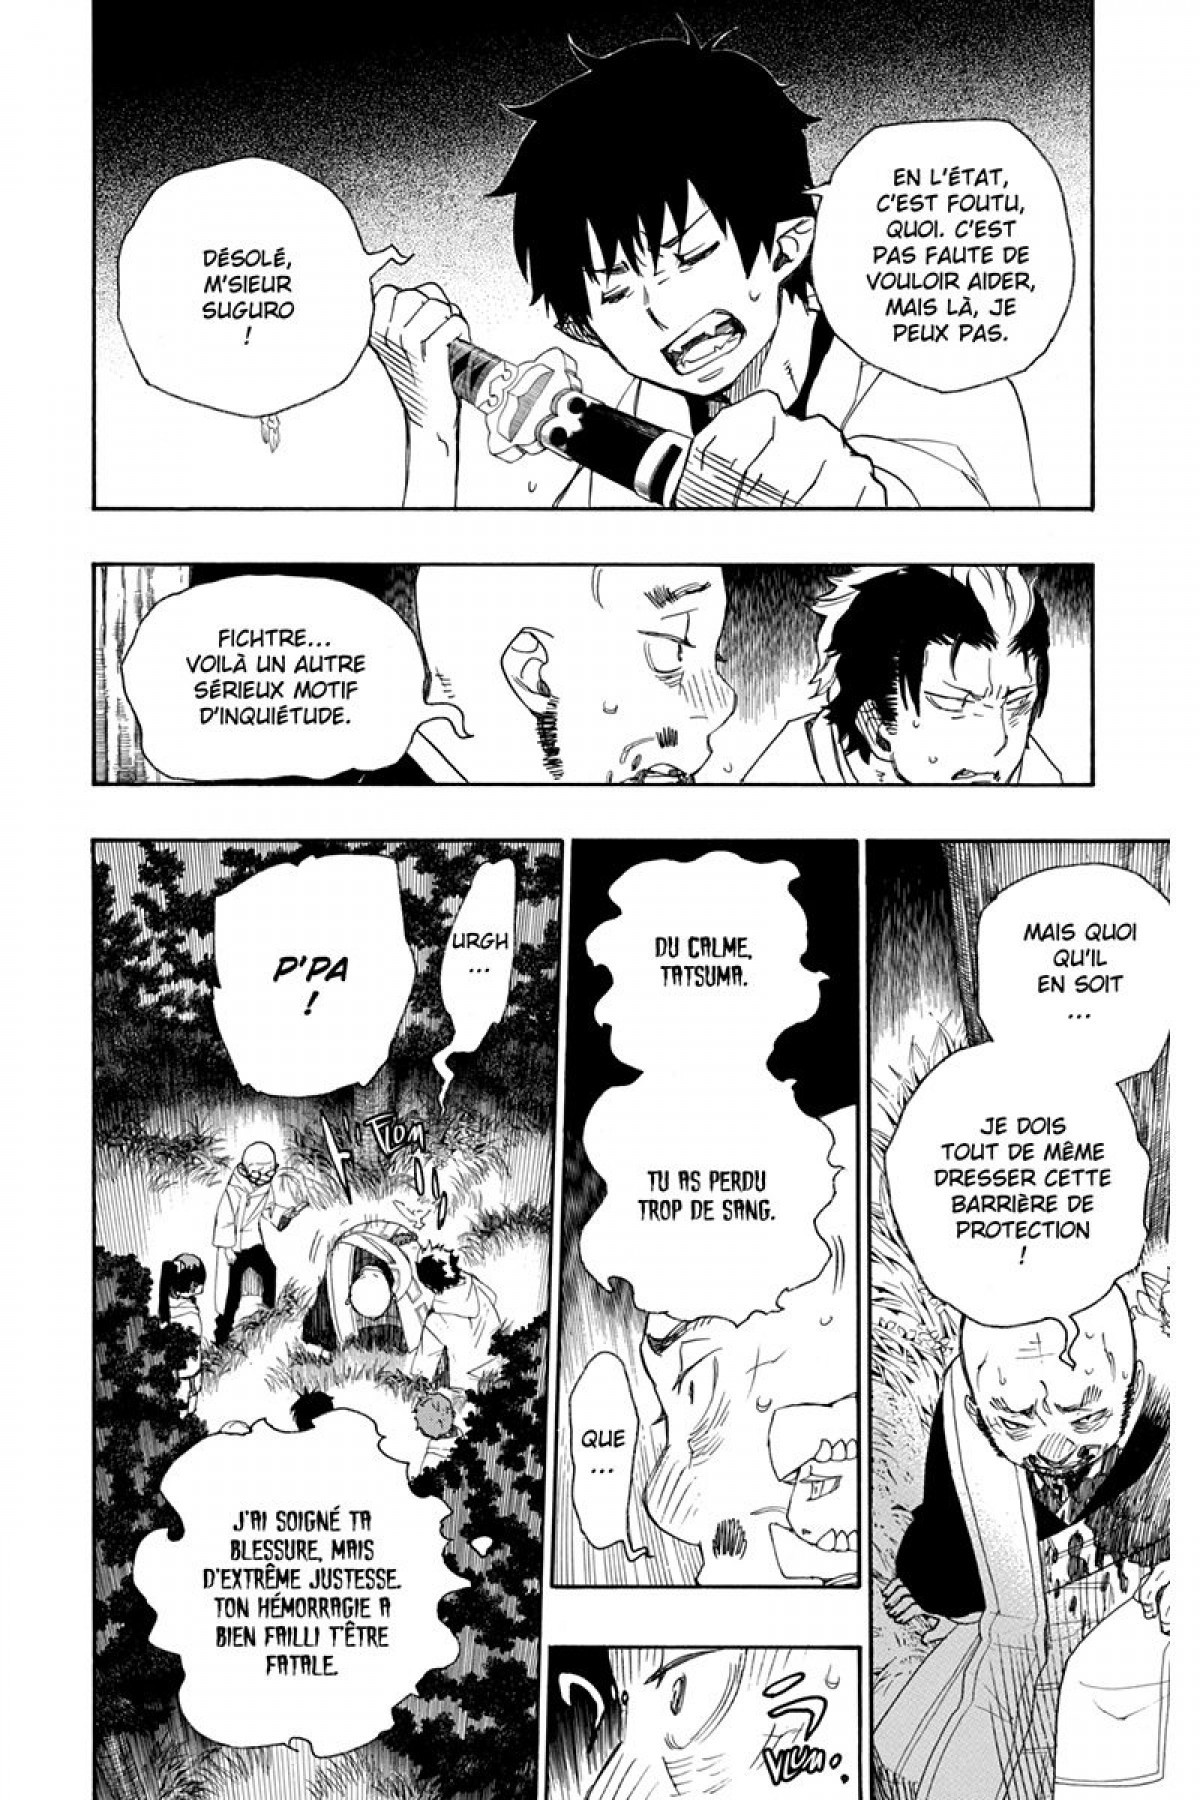 EN L'ÉTAT,
C'EST FOUTU,
QUOI. C'EST
PAS FAUTE DE
VOULOIR AIDER,
MAIS LÀ, JE
PEUX PAS.
DÉSOLÉ,
M'SIEUR
SUGURO
!
FICHTRE...
VOILÀ UN AUTRE
SÉRIEUX MOTIF
D'INQUIÉTUDE.
MAIS QUOI
QU'IL
EN SOIT
...
JE DOIS
TOUT DE MÊME
DRESSER CETTE
BARRIÈRE DE
PROTECTION
!
DU CALME,
TATSUMA.
TU AS PERDU
TROP DE SANG.
QUE
...
URGH
...
P'PA
!
FLOM
J'AI SOIGNÉ TA
BLESSURE, MAIS
D'EXTRÊME JUSTESSE.
TON HÉMORRAGIE A
BIEN FAILLI T'ÊTRE
FATALE.
VLUM.